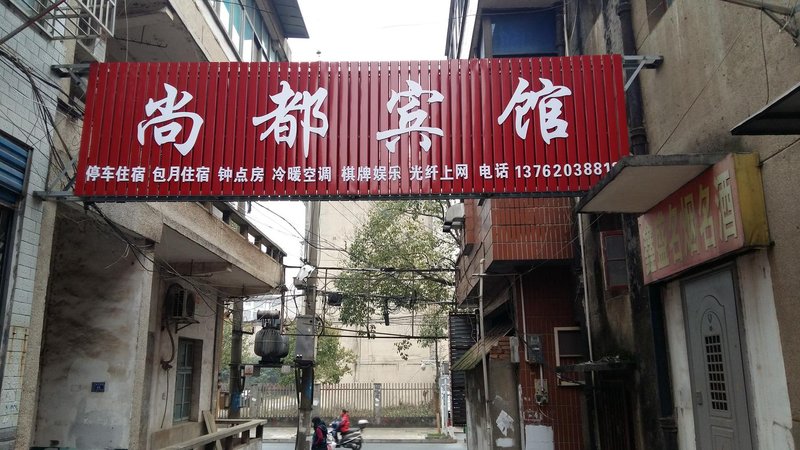 尚都宾馆
停车住宿 包月住宿 钟点房 冷暖空调 棋牌娱乐 光纤上网 电话 1376203881
名烟名酒